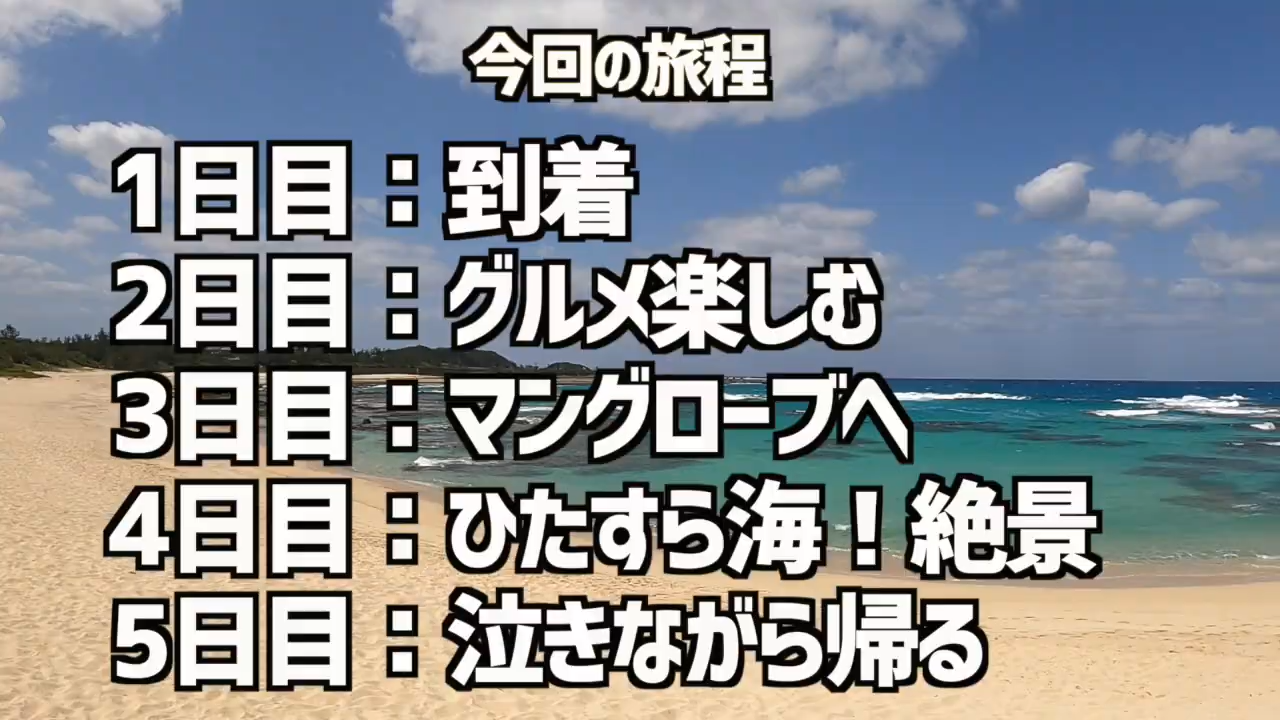 今回の旅程
1日目：到着
2日目：グルメ楽しむ
3日目：マングローブへ
4日目：ひたすら海！絶景
5日目：泣きながら帰る